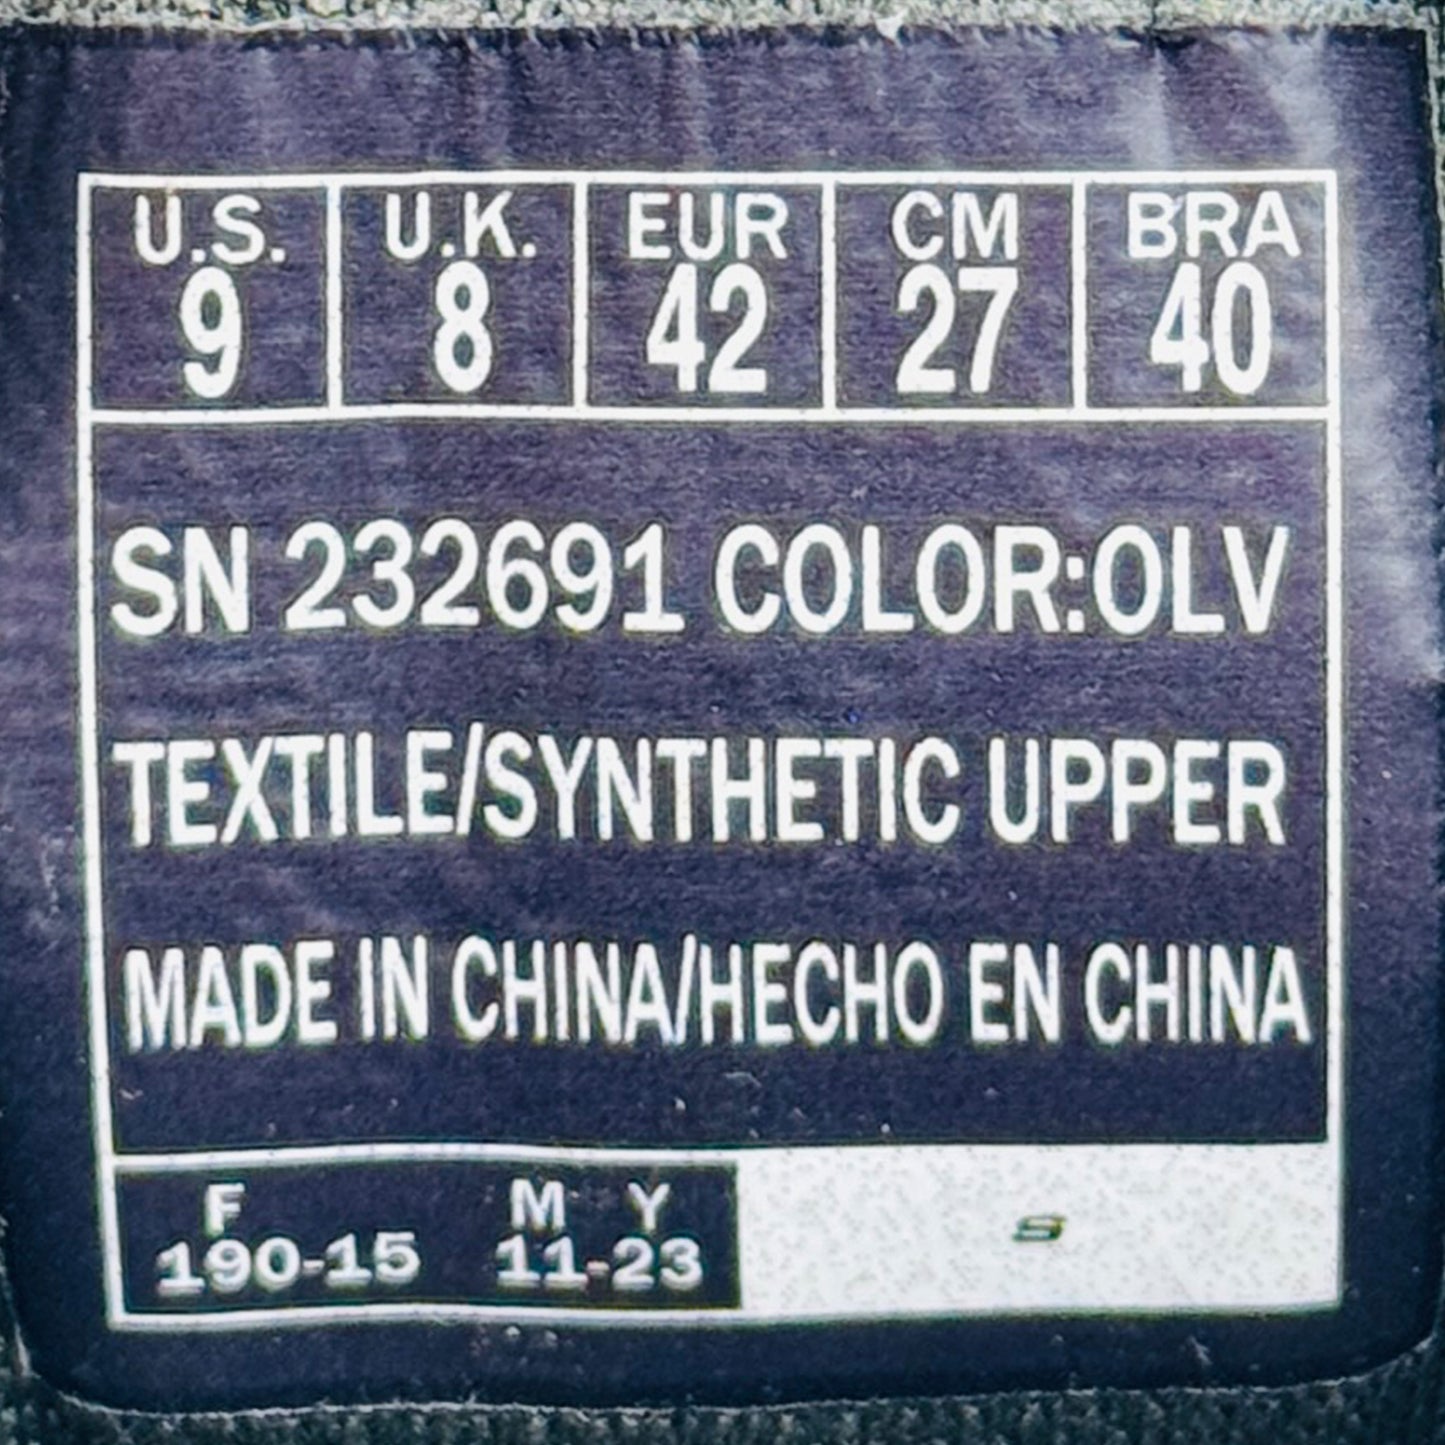 U.S. U.K. EUR CM BRA
9 8 42 27 40
SN 232691 COLOR:OLV
TEXTILE/SYNTHETIC UPPER
MADE IN CHINA/HECHO EN CHINA
F M Y
190-15 11-23